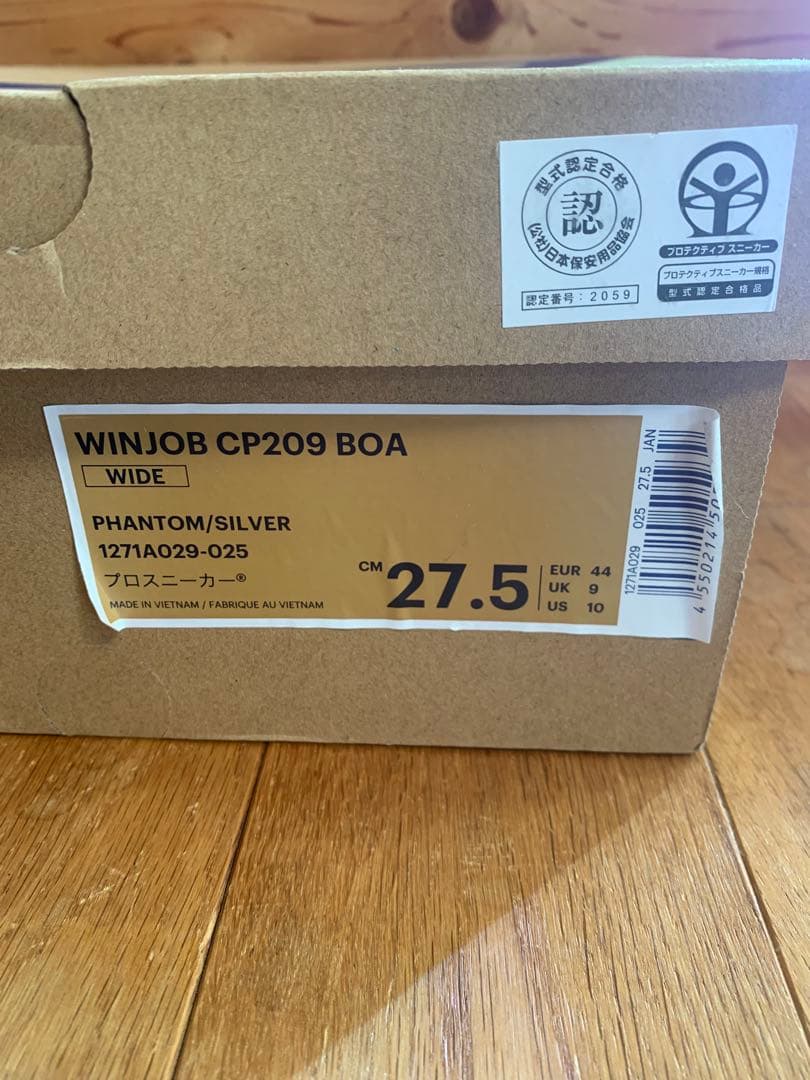 型式認定合格
認
(公社)日本保安用品協会
認定番号:2059
プロテクティブ スニーカー
プロテクティブスニーカー規格
型式認定合格品
WINJOB CP209 BOA
WIDE
PHANTOM/SILVER
1271A029-025
プロスニーカー®
MADE IN VIETNAM / FABRIQUE AU VIETNAM
CM 27.5
EUR 44
UK 9
US 10
1271A029 025 27.5 JAN
4 550214